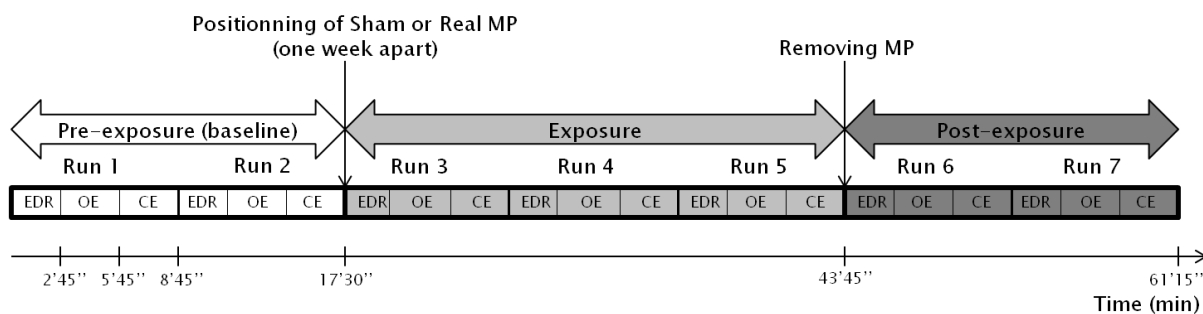 Positionning of Sham or Real MP
(one week apart)
Removing MP
Pre-exposure (baseline)
Exposure
Post-exposure
Run 1
Run 2
Run 3
Run 4
Run 5
Run 6
Run 7
EDR OE CE EDR OE CE EDR OE CE EDR OE CE EDR OE CE EDR OE CE EDR OE CE
2'45'' 5'45'' 8'45'' 17'30'' 43'45'' 61'15''
Time (min)